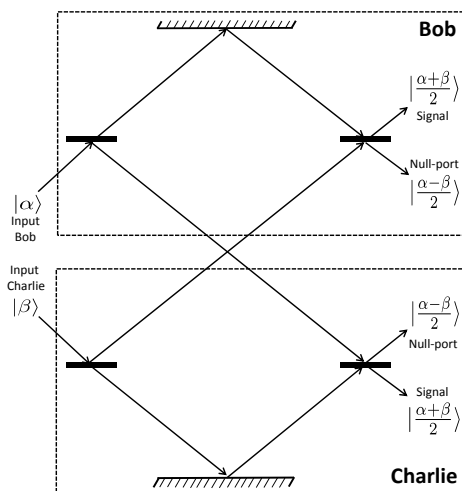 Bob
|α+β/2⟩
Signal
Null-port
|α−β/2⟩
|α⟩
Input
Bob
Input
Charlie
|β⟩
|α−β/2⟩
Null-port
Signal
|α+β/2⟩
Charlie